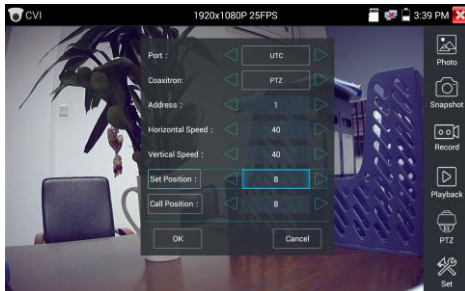 CVI 1920x1080P 25FPS 3:39 PM
Port : UTC
Coaxitron: PTZ
Address : 1
Horizontal Speed : 40
Vertical Speed : 40
Set Position : 8
Call Position : 8
OK Cancel
Photo
Snapshot
Record
Playback
PTZ
Set